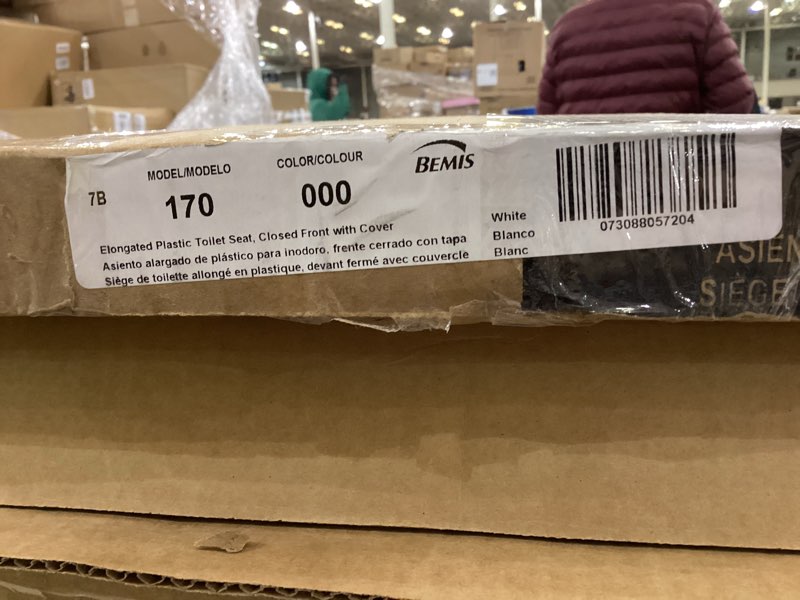 7B
MODEL/MODELO
170
COLOR/COLOUR
000
BEMIS
Elongated Plastic Toilet Seat, Closed Front with Cover
Asiento alargado de plástico para inodoro, frente cerrado con tapa
Siège de toilette allongé en plastique, devant fermé avec couvercle
White
Blanco
Blanc
073088057204
ASIEN
SIÈGE